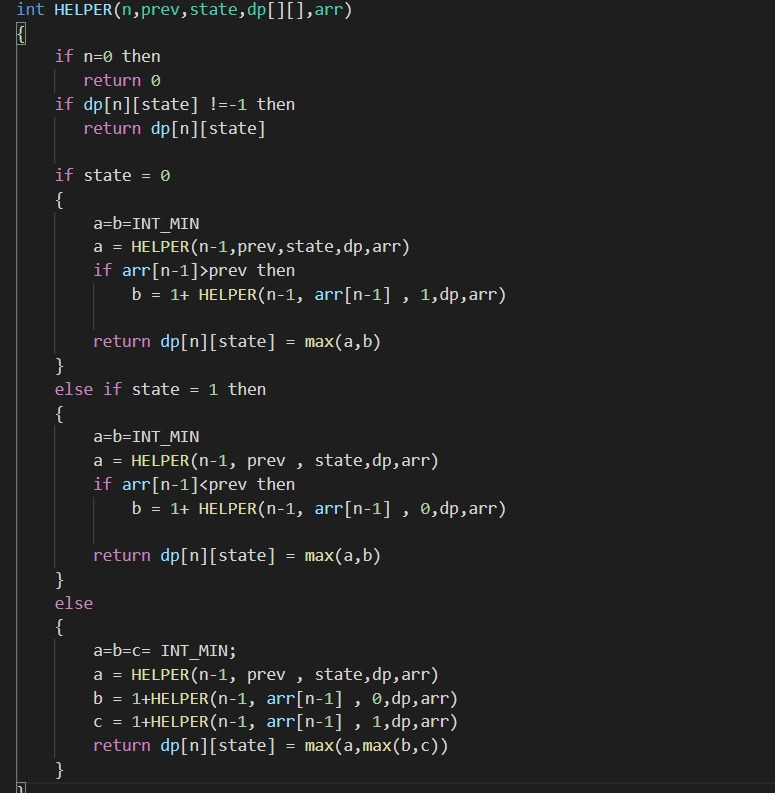 int HELPER(n,prev,state,dp[][],arr)
{
    if n=0 then
       return 0
    if dp[n][state] !=-1 then
       return dp[n][state]
    if state = 0
    {
        a=b=INT_MIN
        a = HELPER(n-1,prev,state,dp,arr)
        if arr[n-1]>prev then
            b = 1+ HELPER(n-1, arr[n-1] , 1,dp,arr)
        return dp[n][state] = max(a,b)
    }
    else if state = 1 then
    {
        a=b=INT_MIN
        a = HELPER(n-1, prev , state,dp,arr)
        if arr[n-1]<prev then
            b = 1+ HELPER(n-1, arr[n-1] , 0,dp,arr)
        return dp[n][state] = max(a,b)
    }
    else
    {
        a=b=c= INT_MIN;
        a = HELPER(n-1, prev , state,dp,arr)
        b = 1+HELPER(n-1, arr[n-1] , 0,dp,arr)
        c = 1+HELPER(n-1, arr[n-1] , 1,dp,arr)
        return dp[n][state] = max(a,max(b,c))
    }
}